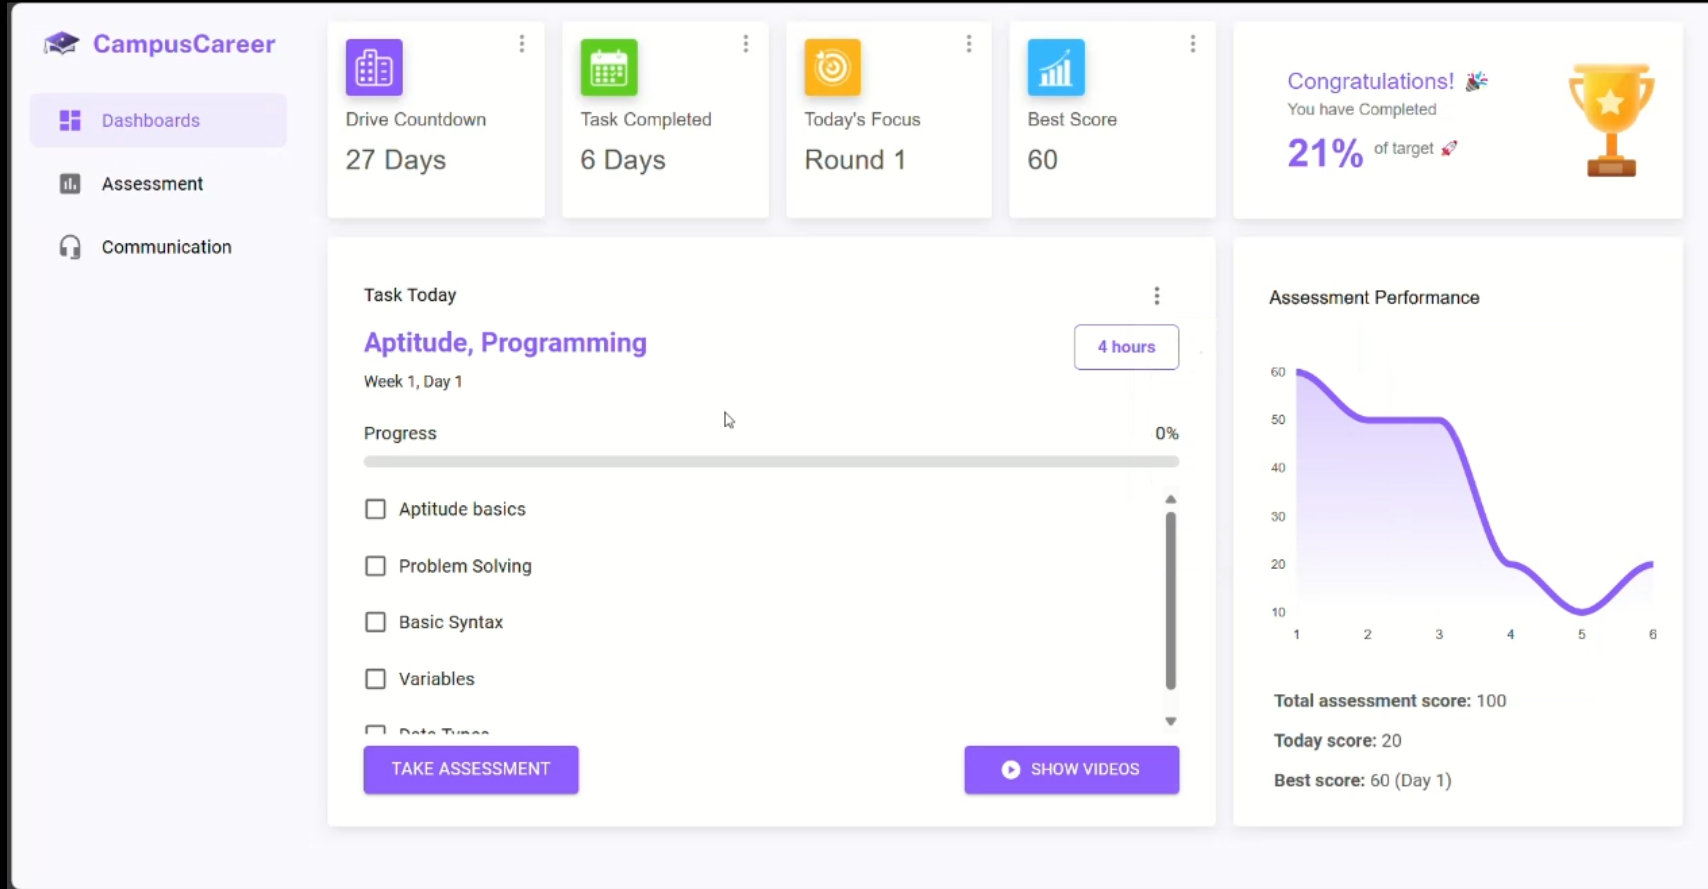 CampusCareer
Dashboards
Assessment
Communication
Drive Countdown
27 Days
Task Completed
6 Days
Today's Focus
Round 1
Best Score
60
Congratulations!
You have Completed
21% of target
Task Today
Aptitude, Programming
4 hours
Week 1, Day 1
Progress
0%
Aptitude basics
Problem Solving
Basic Syntax
Variables
Data Types
TAKE ASSESSMENT
SHOW VIDEOS
Assessment Performance
60
50
40
30
20
10
1 2 3 4 5 6
Total assessment score: 100
Today score: 20
Best score: 60 (Day 1)